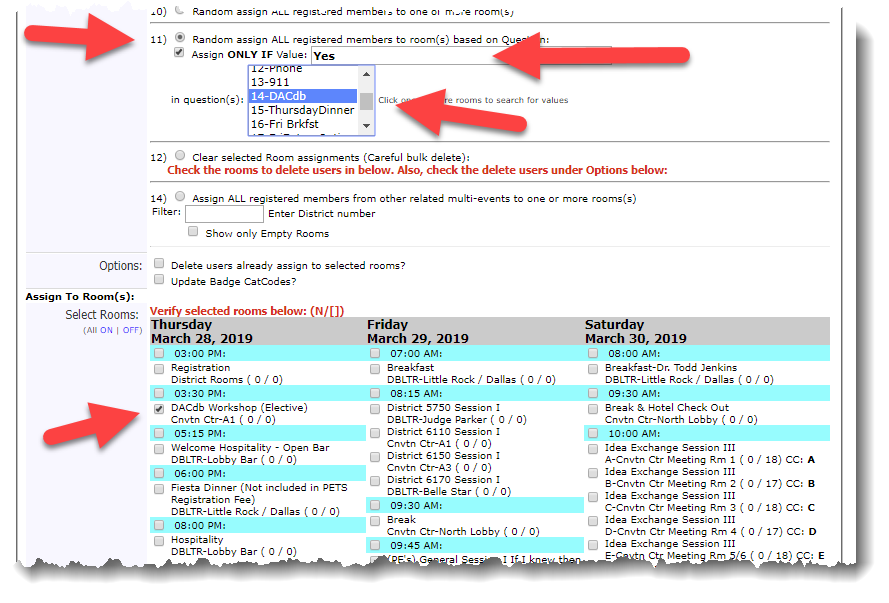 10) Random assign ALL registered members to one or more room(s)
11) Random assign ALL registered members to room(s) based on Question:
Assign ONLY IF Value: Yes
in question(s):
12-Phone
13-911
14-DACdb
15-ThursdayDinner
16-Fri Brkfst
Click re rooms to search for values
12) Clear selected Room assignments (Careful bulk delete):
Check the rooms to delete users in below. Also, check the delete users under Options below:
14) Assign ALL registered members from other related multi-events to one or more rooms(s)
Filter: Enter District number
Show only Empty Rooms
Options: Delete users already assign to selected rooms?
Update Badge CatCodes?
Assign To Room(s):
Select Rooms:
(All ON | OFF)
Verify selected rooms below: (N/[])
Thursday
March 28, 2019
03:00 PM:
Registration
District Rooms ( 0 / 0)
03:30 PM:
DACdb Workshop (Elective)
Cnvtn Ctr-A1 ( 0 / 0)
05:15 PM:
Welcome Hospitality - Open Bar
DBLTR-Lobby Bar ( 0 / 0)
06:00 PM:
Fiesta Dinner (Not included in PETS
Registration Fee)
DBLTR-Little Rock / Dallas ( 0 / 0)
08:00 PM:
Hospitality
DBLTR-Lobby Bar ( 0 / 0)
Friday
March 29, 2019
07:00 AM:
Breakfast
DBLTR-Little Rock / Dallas ( 0 / 0)
08:15 AM:
District 5750 Session I
DBLTR-Judge Parker ( 0 / 0)
District 6110 Session I
Cnvtn Ctr-A1 ( 0 / 0)
District 6150 Session I
Cnvtn Ctr-A3 ( 0 / 0)
District 6170 Session I
DBLTR-Belle Star ( 0 / 0)
09:30 AM:
Break
Cnvtn Ctr-North Lobby ( 0 / 0)
09:45 AM:
(PE's) General Session I If I knew then
Saturday
March 30, 2019
08:00 AM:
Breakfast-Dr. Todd Jenkins
DBLTR-Little Rock / Dallas ( 0 / 0)
09:30 AM:
Break & Hotel Check Out
Cnvtn Ctr-North Lobby ( 0 / 0)
10:00 AM:
Idea Exchange Session III
A-Cnvtn Ctr Meeting Rm 1 ( 0 / 18) CC: A
Idea Exchange Session III
B-Cnvtn Ctr Meeting Rm 2 ( 0 / 17) CC: B
Idea Exchange Session III
C-Cnvtn Ctr Meeting Rm 3 ( 0 / 18) CC: C
Idea Exchange Session III
D-Cnvtn Ctr Meeting Rm 4 ( 0 / 17) CC: D
Idea Exchange Session III
E-Cnvtn Ctr Meeting Rm 5/6 ( 0 / 18) CC: E